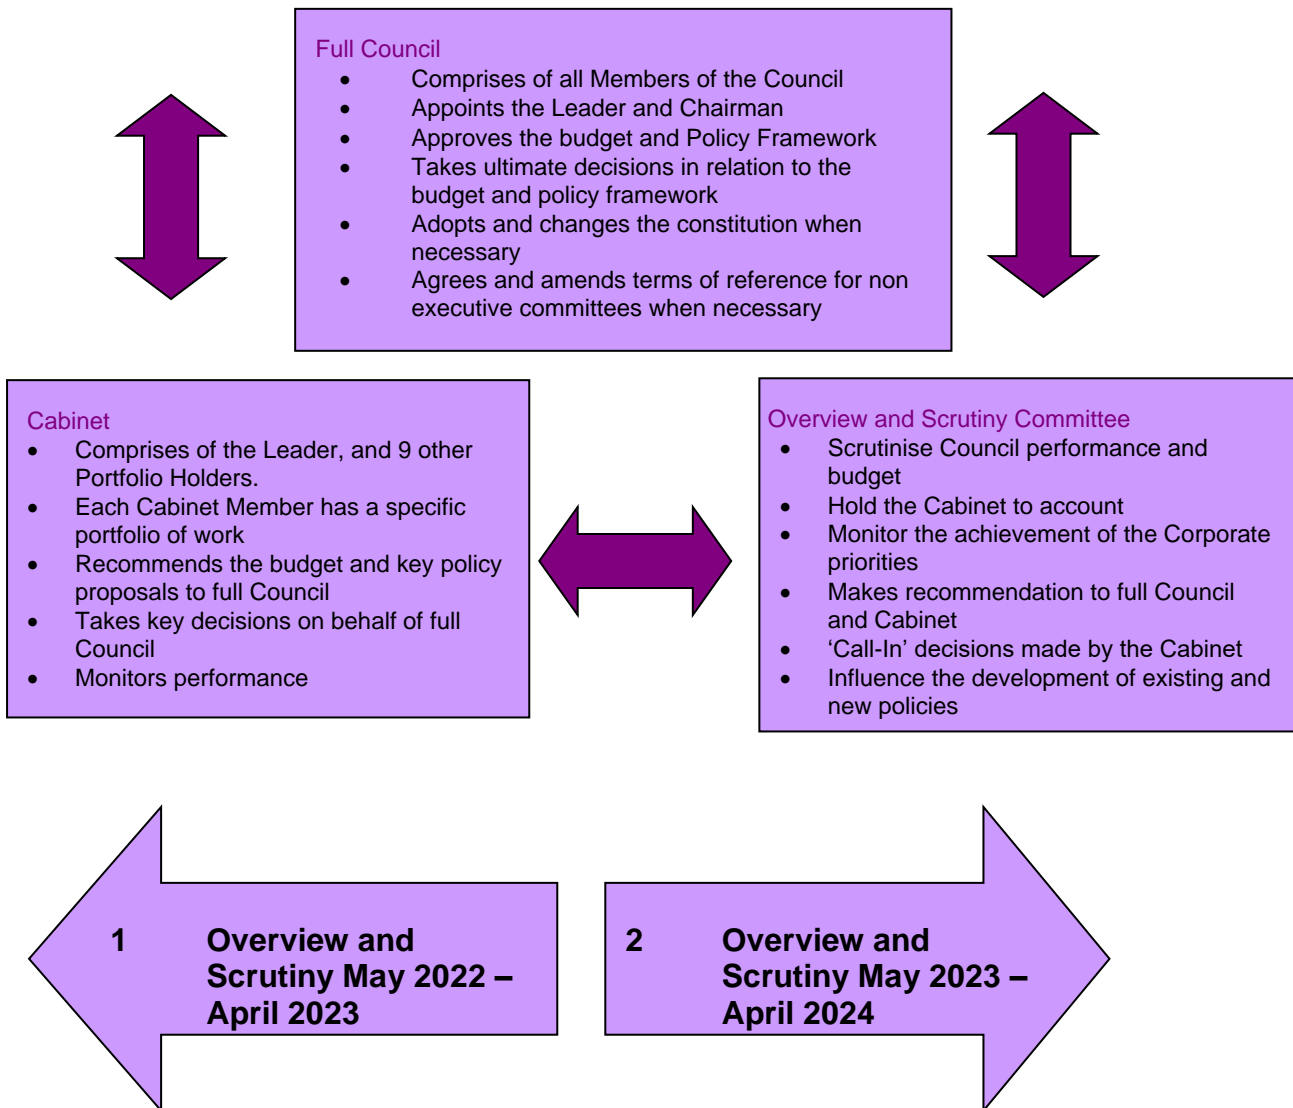 Full Council
• Comprises of all Members of the Council
• Appoints the Leader and Chairman
• Approves the budget and Policy Framework
• Takes ultimate decisions in relation to the
budget and policy framework
• Adopts and changes the constitution when
necessary
• Agrees and amends terms of reference for non
executive committees when necessary
Cabinet
• Comprises of the Leader, and 9 other
Portfolio Holders.
• Each Cabinet Member has a specific
portfolio of work
• Recommends the budget and key policy
proposals to full Council
• Takes key decisions on behalf of full
Council
• Monitors performance
Overview and Scrutiny Committee
• Scrutinise Council performance and
budget
• Hold the Cabinet to account
• Monitor the achievement of the Corporate
priorities
• Makes recommendation to full Council
and Cabinet
• ‘Call-In’ decisions made by the Cabinet
• Influence the development of existing and
new policies
1 Overview and
Scrutiny May 2022 –
April 2023
2 Overview and
Scrutiny May 2023 –
April 2024